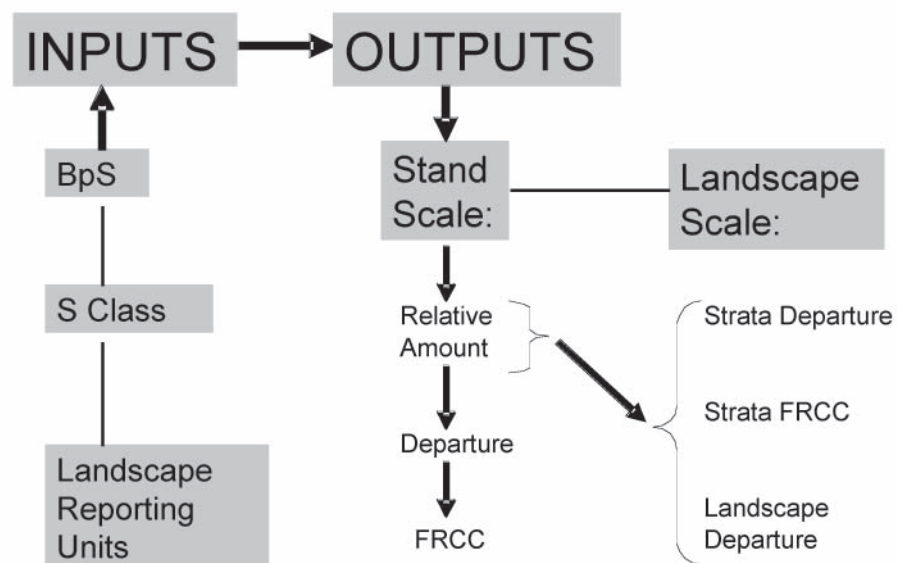 INPUTS
OUTPUTS
BpS
S Class
Landscape
Reporting
Units
Stand
Scale:
Landscape
Scale:
Relative
Amount
Departure
FRCC
Strata Departure
Strata FRCC
Landscape
Departure